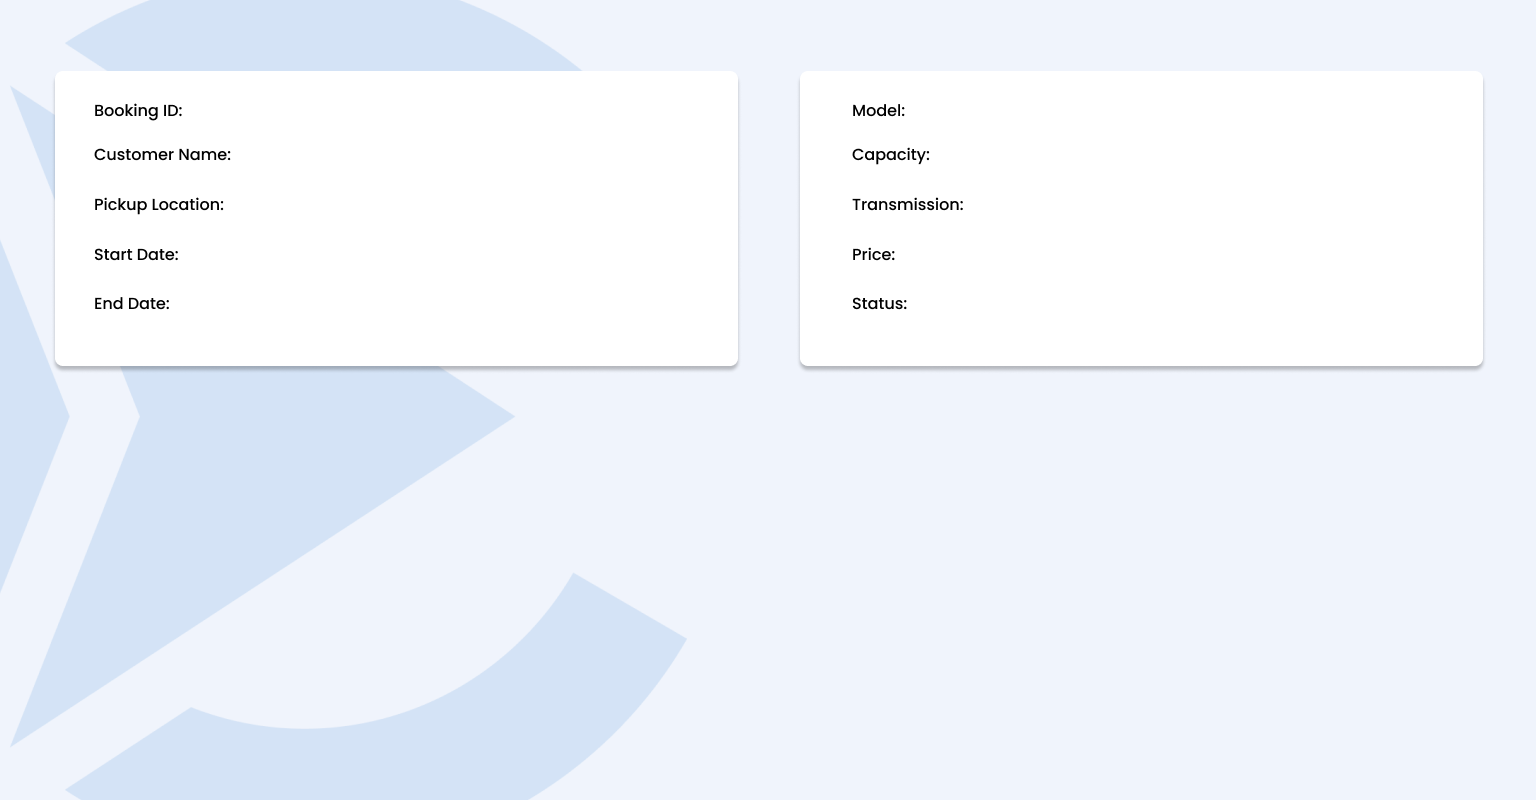 Booking ID:
Customer Name:
Pickup Location:
Start Date:
End Date:
Model:
Capacity:
Transmission:
Price:
Status: